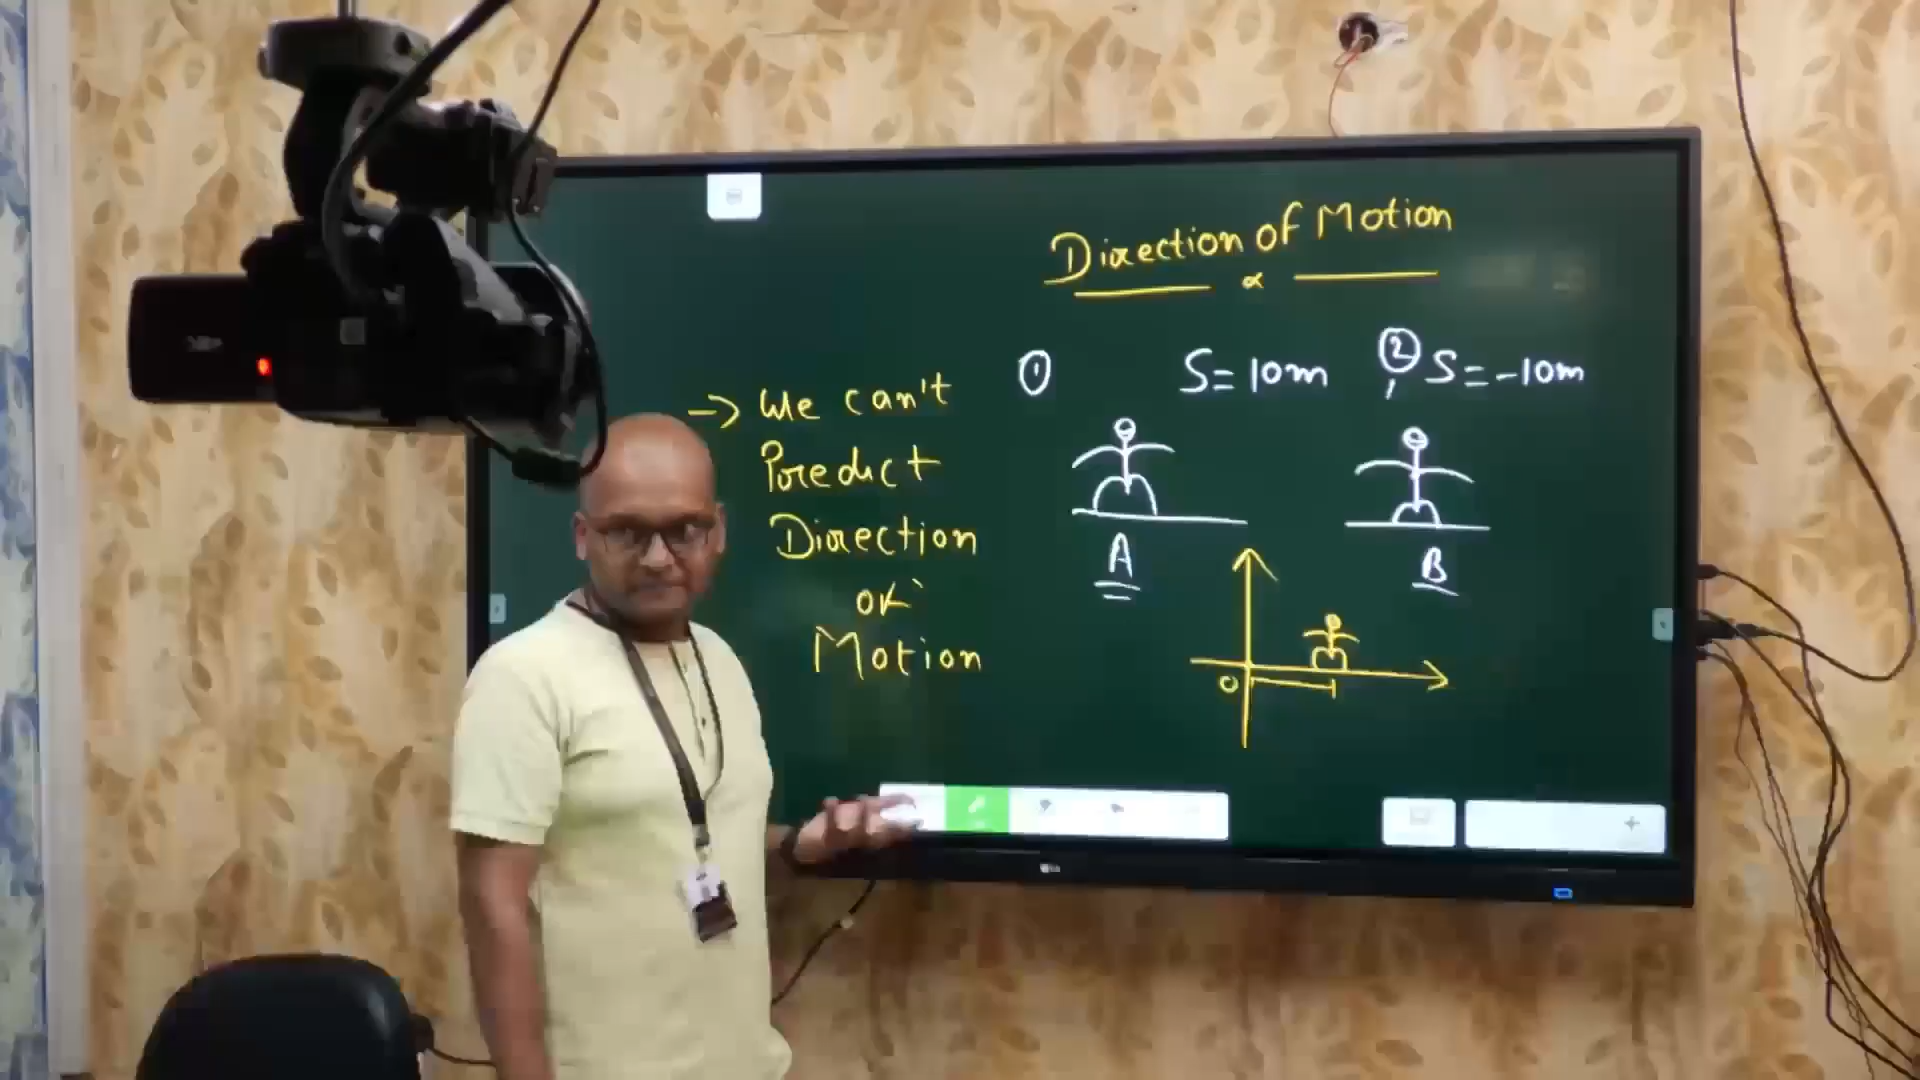 Direction of Motion
① S = 10m ② S = -10m
,
-> We can't
Predict
Direction
of
Motion
A
B
O